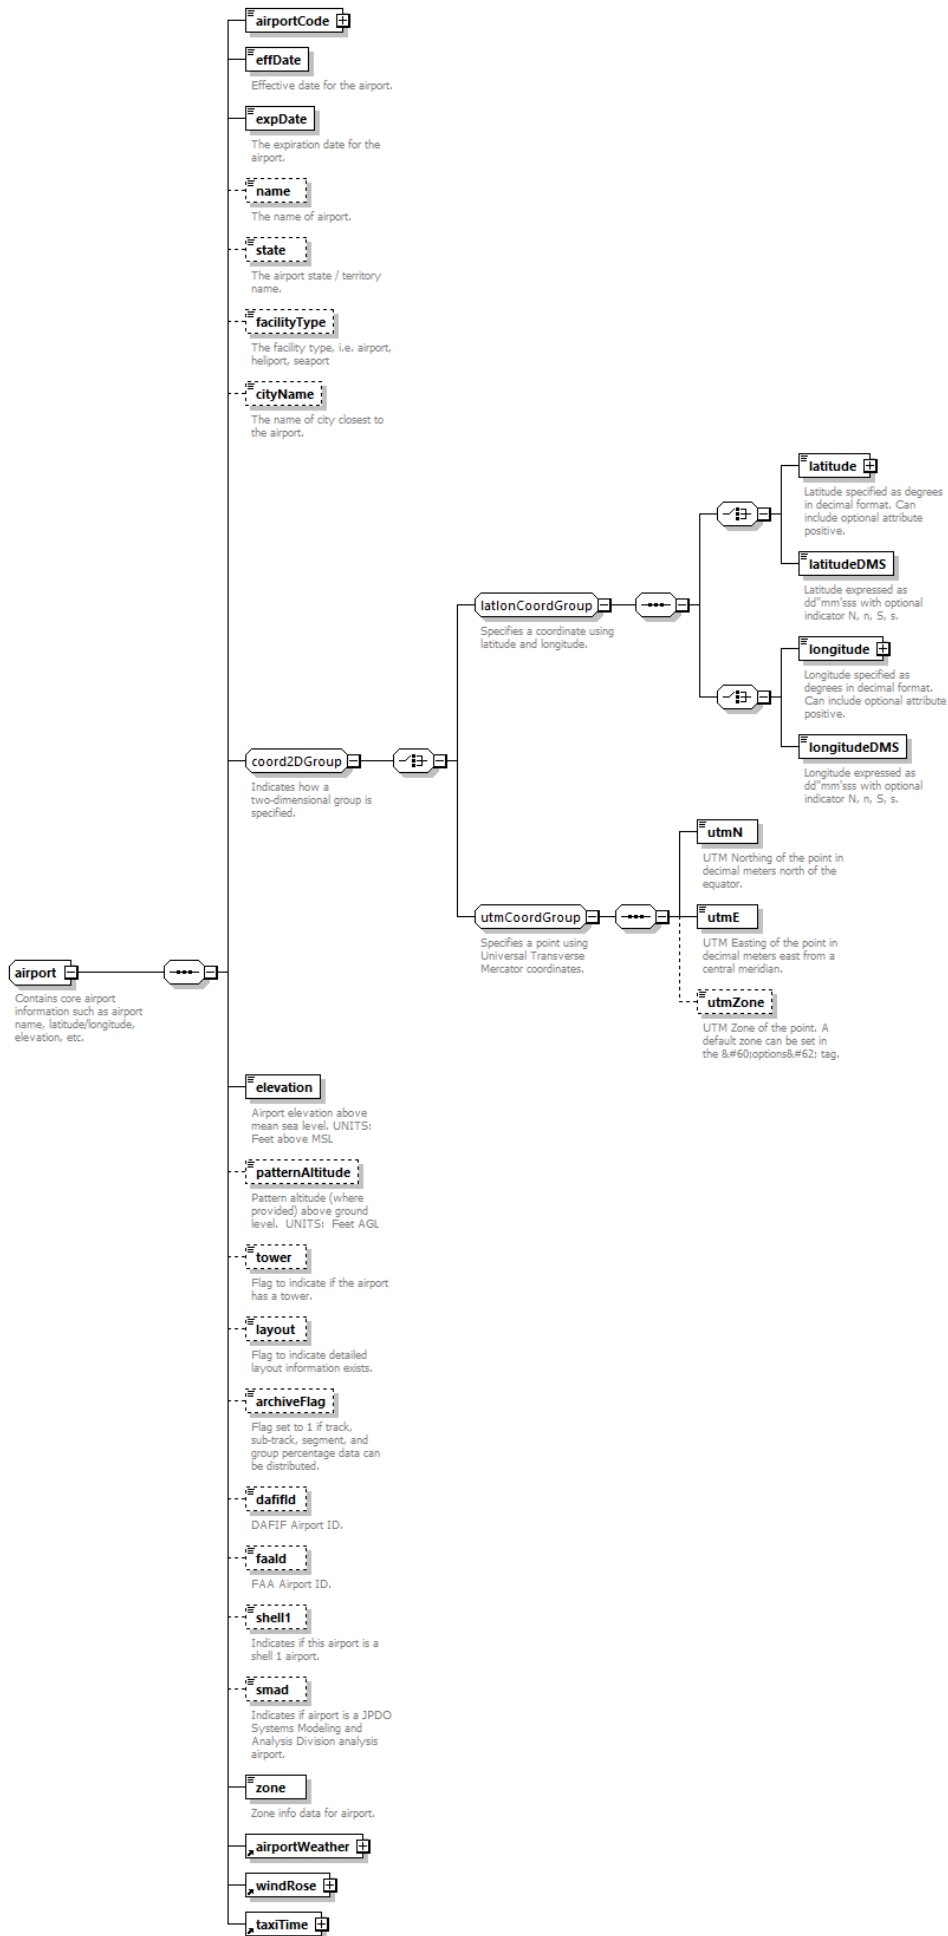 airportCode
effDate
Effective date for the airport.
expDate
The expiration date for the
airport.
name
The name of airport.
state
The airport state / territory
name.
facilityType
The facility type, i.e. airport,
heliport, seaport
cityName
The name of city closest to
the airport.
latitude
Latitude specified as degrees
in decimal format. Can
include optional attribute
positive.
latitudeDMS
Latitude expressed as
dd"mm'sss with optional
indicator N, n, S, s.
latlonCoordGroup
Specifies a coordinate using
latitude and longitude.
longitude
Longitude specified as
degrees in decimal format.
Can include optional attribute
positive.
longitudeDMS
Longitude expressed as
dd"mm'sss with optional
indicator N, n, S, s.
coord2DGroup
Indicates how a
two-dimensional group is
specified.
utmN
UTM Northing of the point in
decimal meters north of the
equator.
utmCoordGroup
Specifies a point using
Universal Transverse
Mercator coordinates.
utmE
UTM Easting of the point in
decimal meters east from a
central meridian.
utmZone
UTM Zone of the point. A
default zone can be set in
the &#60;options&#62; tag.
airport
Contains core airport
information such as airport
name, latitude/longitude,
elevation, etc.
elevation
Airport elevation above
mean sea level. UNITS:
Feet above MSL
patternAltitude
Pattern altitude (where
provided) above ground
level.  UNITS:  Feet AGL
tower
Flag to indicate if the airport
has a tower.
layout
Flag to indicate detailed
layout information exists.
archiveFlag
Flag set to 1 if track,
sub-track, segment, and
group percentage data can
be distributed.
dafifId
DAFIF Airport ID.
faaId
FAA Airport ID.
shell1
Indicates if this airport is a
shell 1 airport.
smad
Indicates if airport is a JPDO
Systems Modeling and
Analysis Division analysis
airport.
zone
Zone info data for airport.
airportWeather
windRose
taxiTime